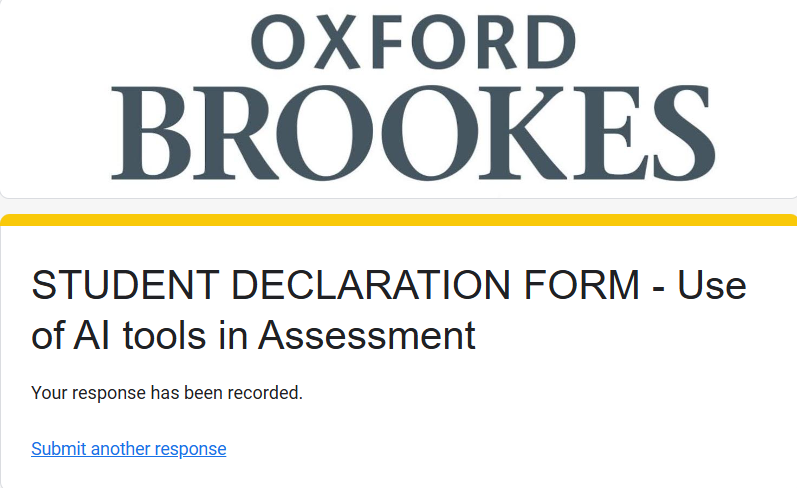 OXFORD
BROOKES
STUDENT DECLARATION FORM - Use
of AI tools in Assessment
Your response has been recorded.
Submit another response